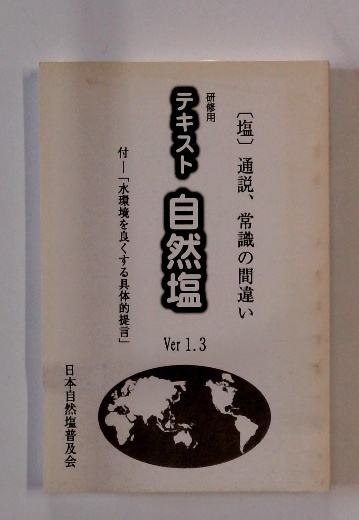 〔塩〕通説、常識の間違い
研修用
テキスト 自然塩
付―「水環境を良くする具体的提言」
Ver 1.3
日本自然塩普及会